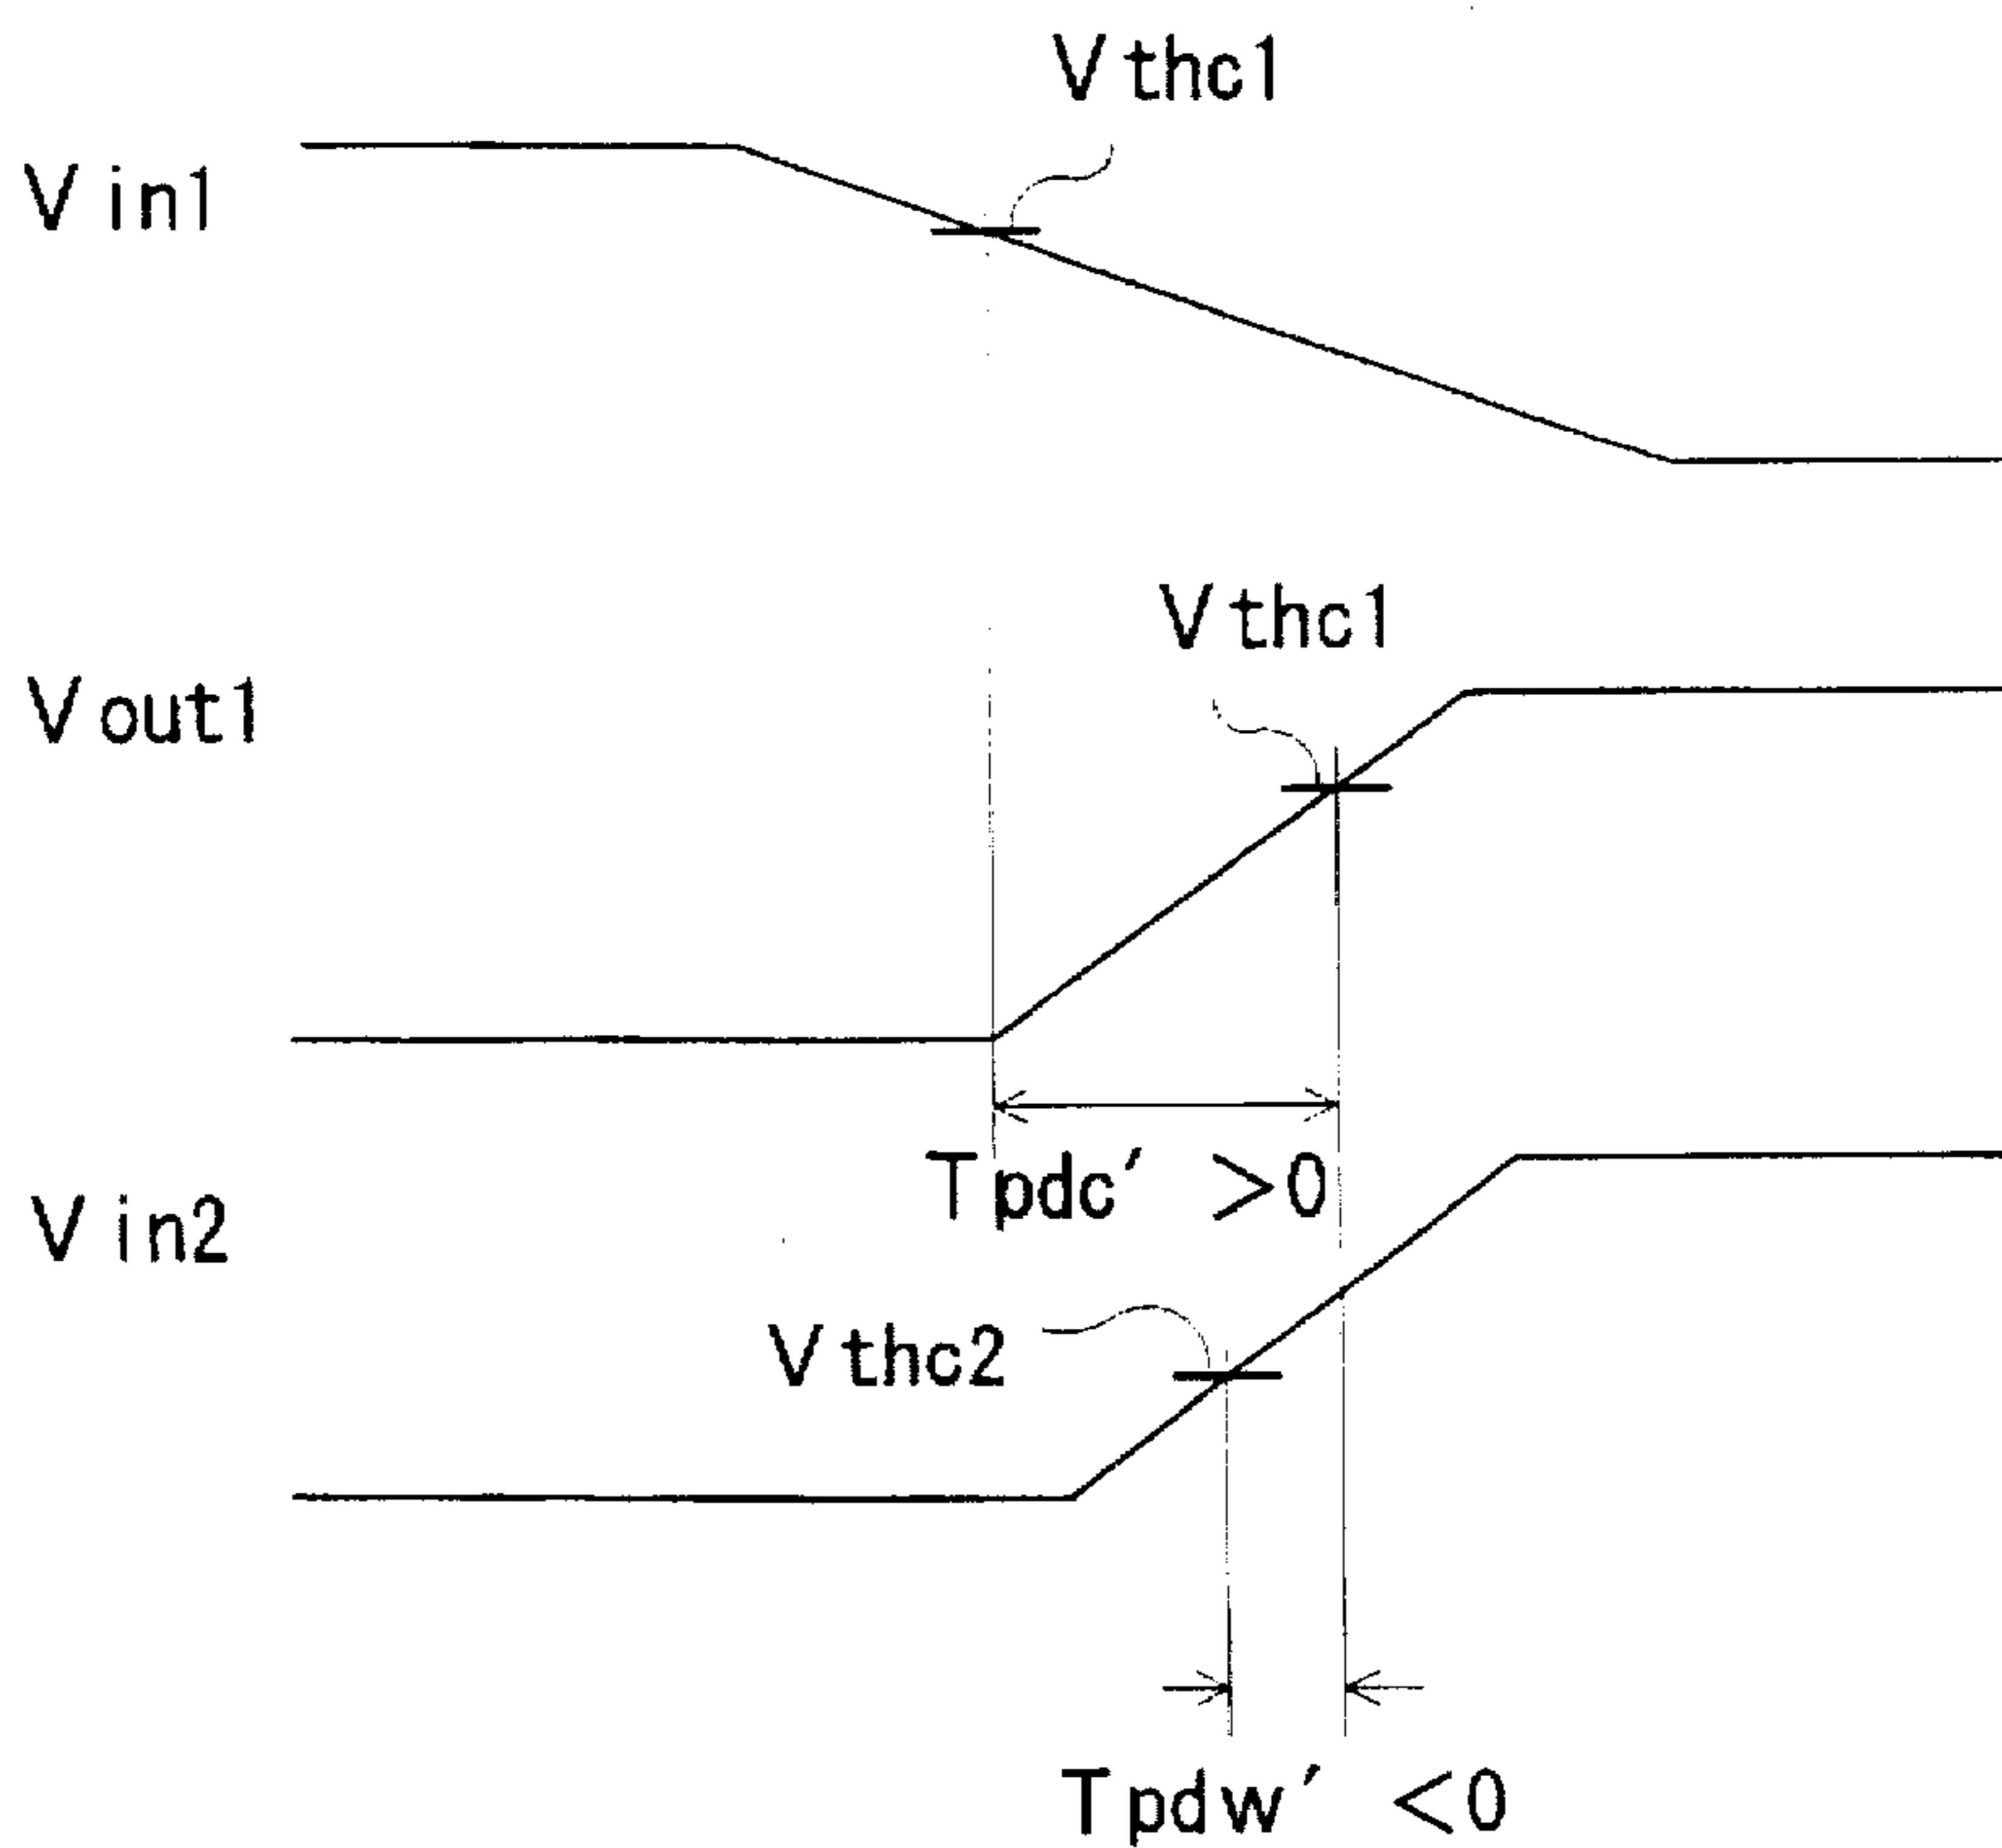 Vthc1
Vin1
Vthc1
Vout1
Tpdc′ >0
Vin2
Vthc2
Tpdw′ <0